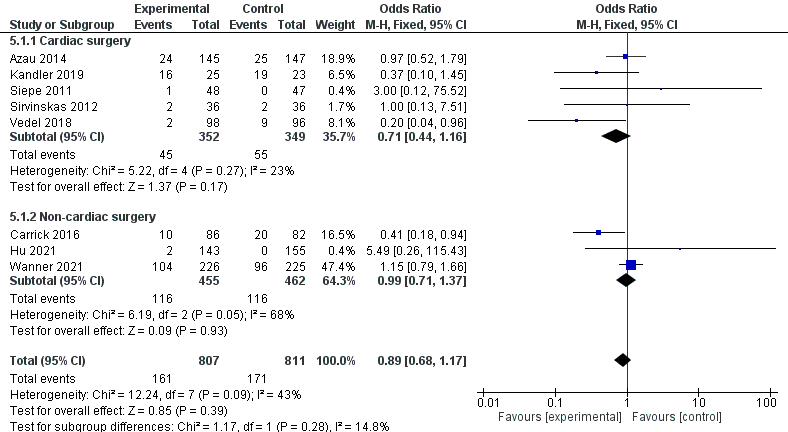 Experimental Control Odds Ratio Odds Ratio
Study or Subgroup Events Total Events Total Weight M-H, Fixed, 95% CI M-H, Fixed, 95% CI
5.1.1 Cardiac surgery
Azau 2014 24 145 25 147 18.9% 0.97 [0.52, 1.79]
Kandler 2019 16 25 19 23 6.5% 0.37 [0.10, 1.45]
Siepe 2011 1 48 0 47 0.4% 3.00 [0.12, 75.52]
Sirvinskas 2012 2 36 2 36 1.7% 1.00 [0.13, 7.51]
Vedel 2018 2 98 9 96 8.1% 0.20 [0.04, 0.96]
Subtotal (95% CI) 352 349 35.7% 0.71 [0.44, 1.16]
Total events 45 55
Heterogeneity: Chi² = 5.22, df = 4 (P = 0.27); I² = 23%
Test for overall effect: Z = 1.37 (P = 0.17)
5.1.2 Non-cardiac surgery
Carrick 2016 10 86 20 82 16.5% 0.41 [0.18, 0.94]
Hu 2021 2 143 0 155 0.4% 5.49 [0.26, 115.43]
Wanner 2021 104 226 96 225 47.4% 1.15 [0.79, 1.66]
Subtotal (95% CI) 455 462 64.3% 0.99 [0.71, 1.37]
Total events 116 116
Heterogeneity: Chi² = 6.19, df = 2 (P = 0.05); I² = 68%
Test for overall effect: Z = 0.09 (P = 0.93)
Total (95% CI) 807 811 100.0% 0.89 [0.68, 1.17]
Total events 161 171
Heterogeneity: Chi² = 12.24, df = 7 (P = 0.09); I² = 43%
Test for overall effect: Z = 0.85 (P = 0.39)
Test for subgroup differences: Chi² = 1.17, df = 1 (P = 0.28), I² = 14.8%
0.01 0.1 1 10 100
Favours [experimental] Favours [control]